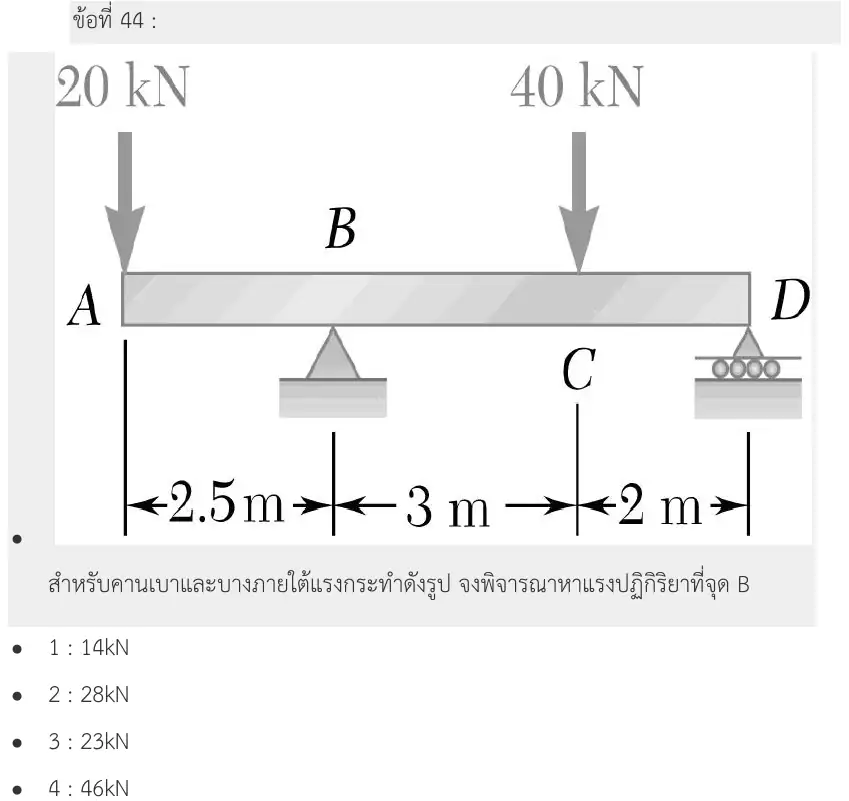 ข้อที่ 44 :
20 kN 40 kN
B
A D
C
2.5 m 3 m 2 m
สำหรับคานเบาและบางภายใต้แรงกระทำดังรูป จงพิจารณาหาแรงปฏิกิริยาที่จุด B
1 : 14kN
2 : 28kN
3 : 23kN
4 : 46kN